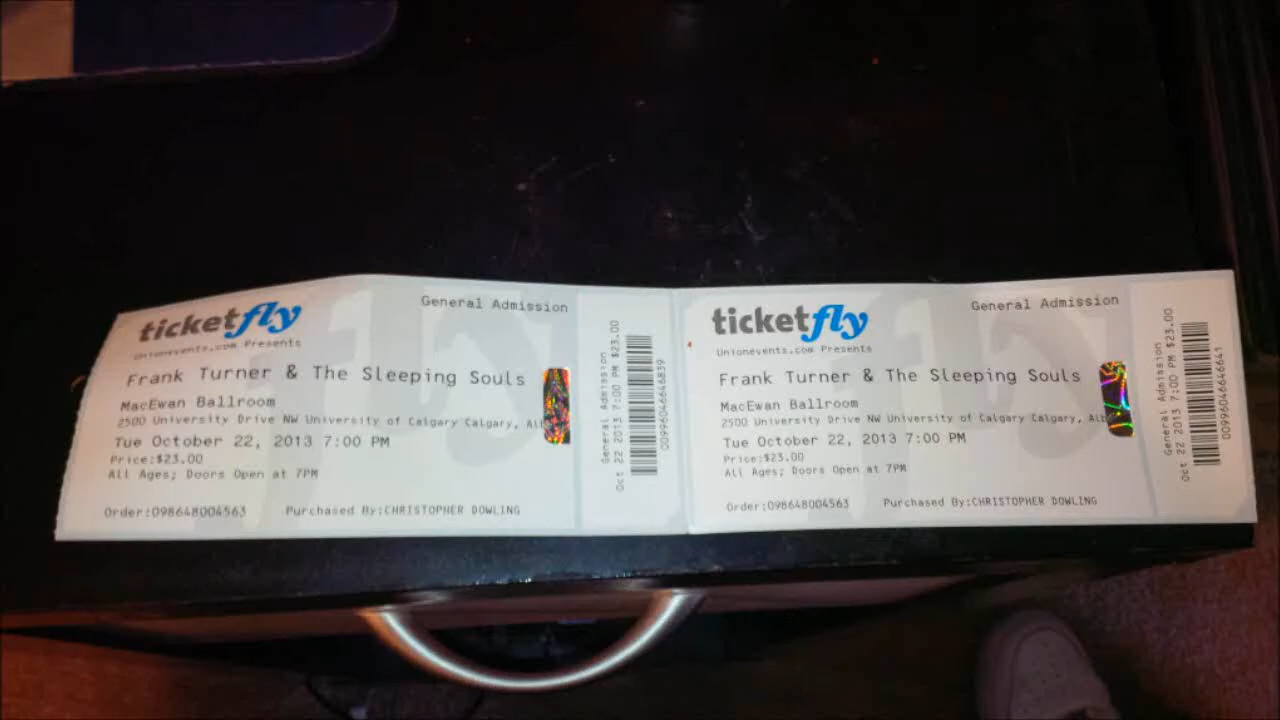 ticketfly
General Admission
Unionevents.com Presents
Frank Turner & The Sleeping Souls
MacEwan Ballroom
2500 University Drive NW University of Calgary Calgary, Al
Tue October 22, 2013 7:00 PM
Price:$23.00
All Ages; Doors Open at 7PM
Order:098648004563 Purchased By:CHRISTOPHER DOWLING
General Admission
Oct 22 2013 7:00 PM $23.00
00996046646839
ticketfly
General Admission
Unionevents.com Presents
Frank Turner & The Sleeping Souls
MacEwan Ballroom
2500 University Drive NW University of Calgary Calgary, Alb
Tue October 22, 2013 7:00 PM
Price:$23.00
All Ages; Doors Open at 7PM
Order:098648004563 Purchased By:CHRISTOPHER DOWLING
General Admission
Oct 22 2013 7:00 PM $23.00
00996046646641